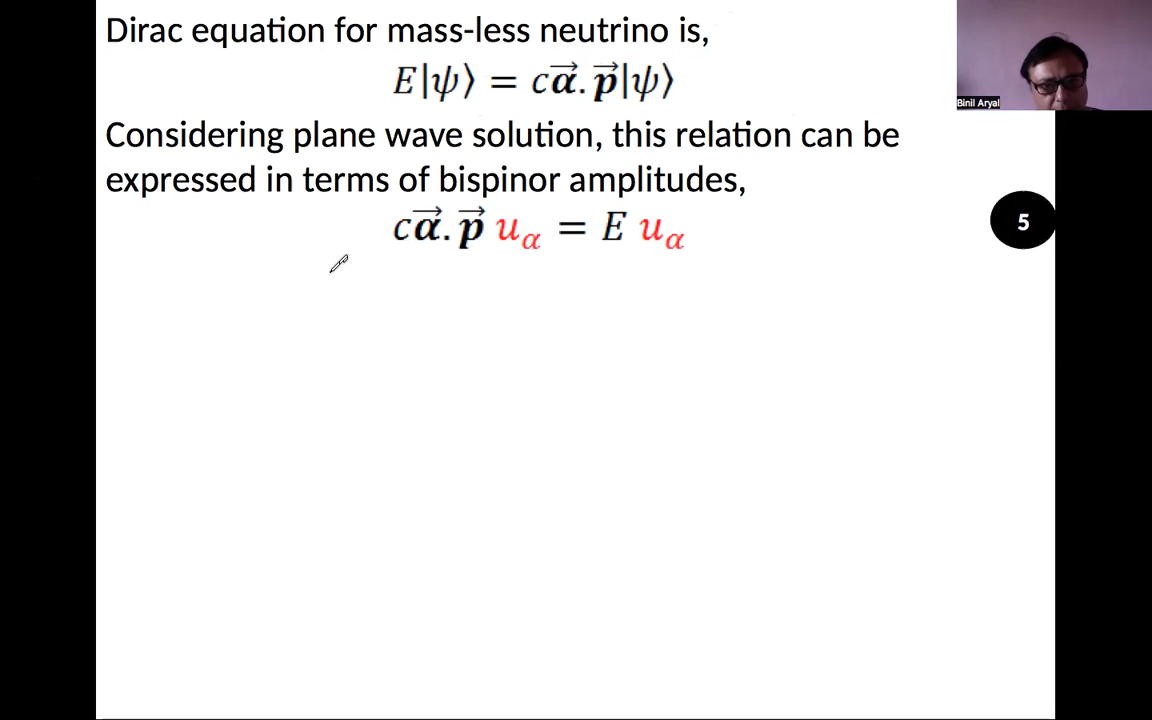 Dirac equation for mass-less neutrino is,
E|ψ⟩ = cα⃗.p⃗|ψ⟩
Binil Aryal
Considering plane wave solution, this relation can be
expressed in terms of bispinor amplitudes,
cα⃗.p⃗ u_α = E u_α
5